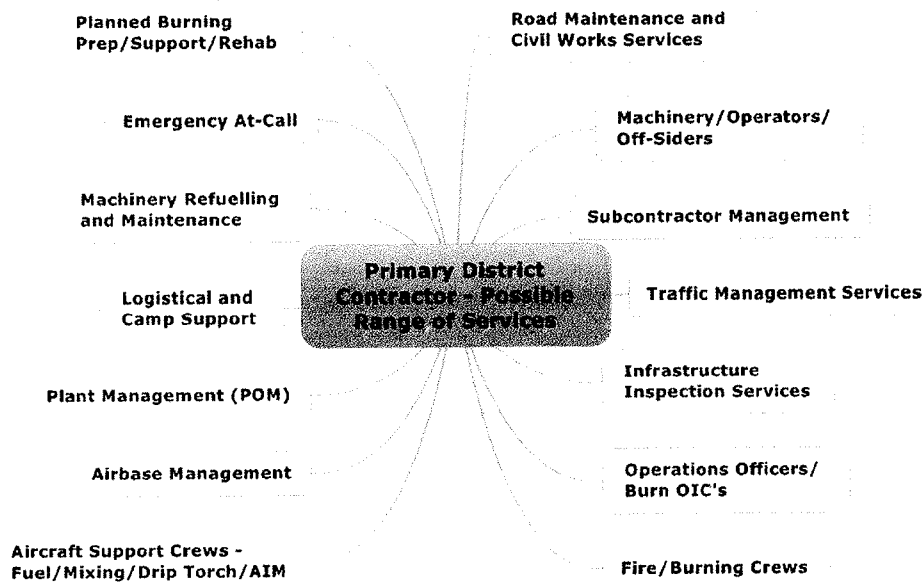 Planned Burning
Prep/Support/Rehab
Emergency At-Call
Machinery Refuelling
and Maintenance
Logistical and
Camp Support
Plant Management (POM)
Airbase Management
Aircraft Support Crews -
Fuel/Mixing/Drip Torch/AIM
Primary District
Contractor - Possible
Range of Services
Road Maintenance and
Civil Works Services
Machinery/Operators/
Off-Siders
Subcontractor Management
Traffic Management Services
Infrastructure
Inspection Services
Operations Officers/
Burn OIC's
Fire/Burning Crews